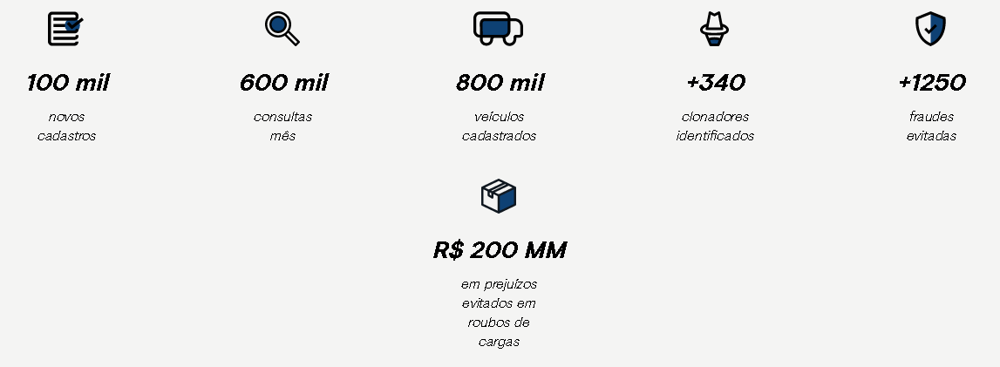 100 mil
novos
cadastros
600 mil
consultas
mês
800 mil
veículos
cadastrados
+340
clonadores
identificados
+1250
fraudes
evitadas
R$ 200 MM
em prejuízos
evitados em
roubos de
cargas